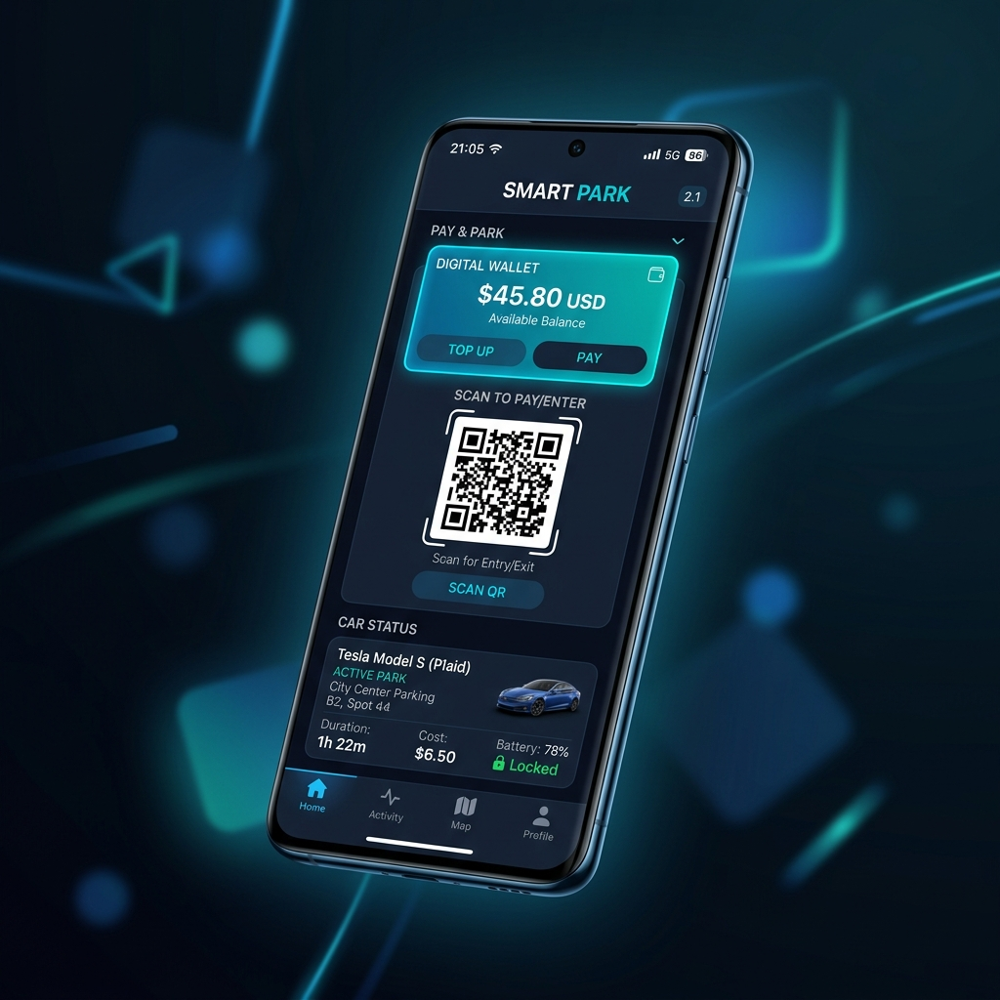 21:05
5G 86
SMART PARK
2.1
PAY & PARK
DIGITAL WALLET
$45.80 USD
Available Balance
TOP UP
PAY
SCAN TO PAY/ENTER
Scan for Entry/Exit
SCAN QR
CAR STATUS
Tesla Model S (Plaid)
ACTIVE PARK
City Center Parking
B2, Spot 44
Duration:
1h 22m
Cost:
$6.50
Battery: 78%
Locked
Home
Activity
Map
Profile